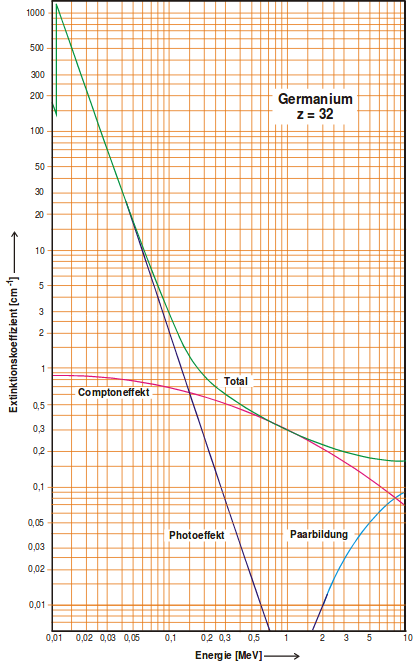 1000
500
300
200
100
50
30
20
10
5
3
2
1
0,5
0,3
0,2
0,1
0,05
0,03
0,02
0,01
Extinktionskoeffizient [cm⁻¹]
Germanium
z = 32
Total
Comptoneffekt
Photoeffekt
Paarbildung
0,01 0,02 0,03 0,05 0,1 0,2 0,3 0,5 1 2 3 5 10
Energie [MeV]